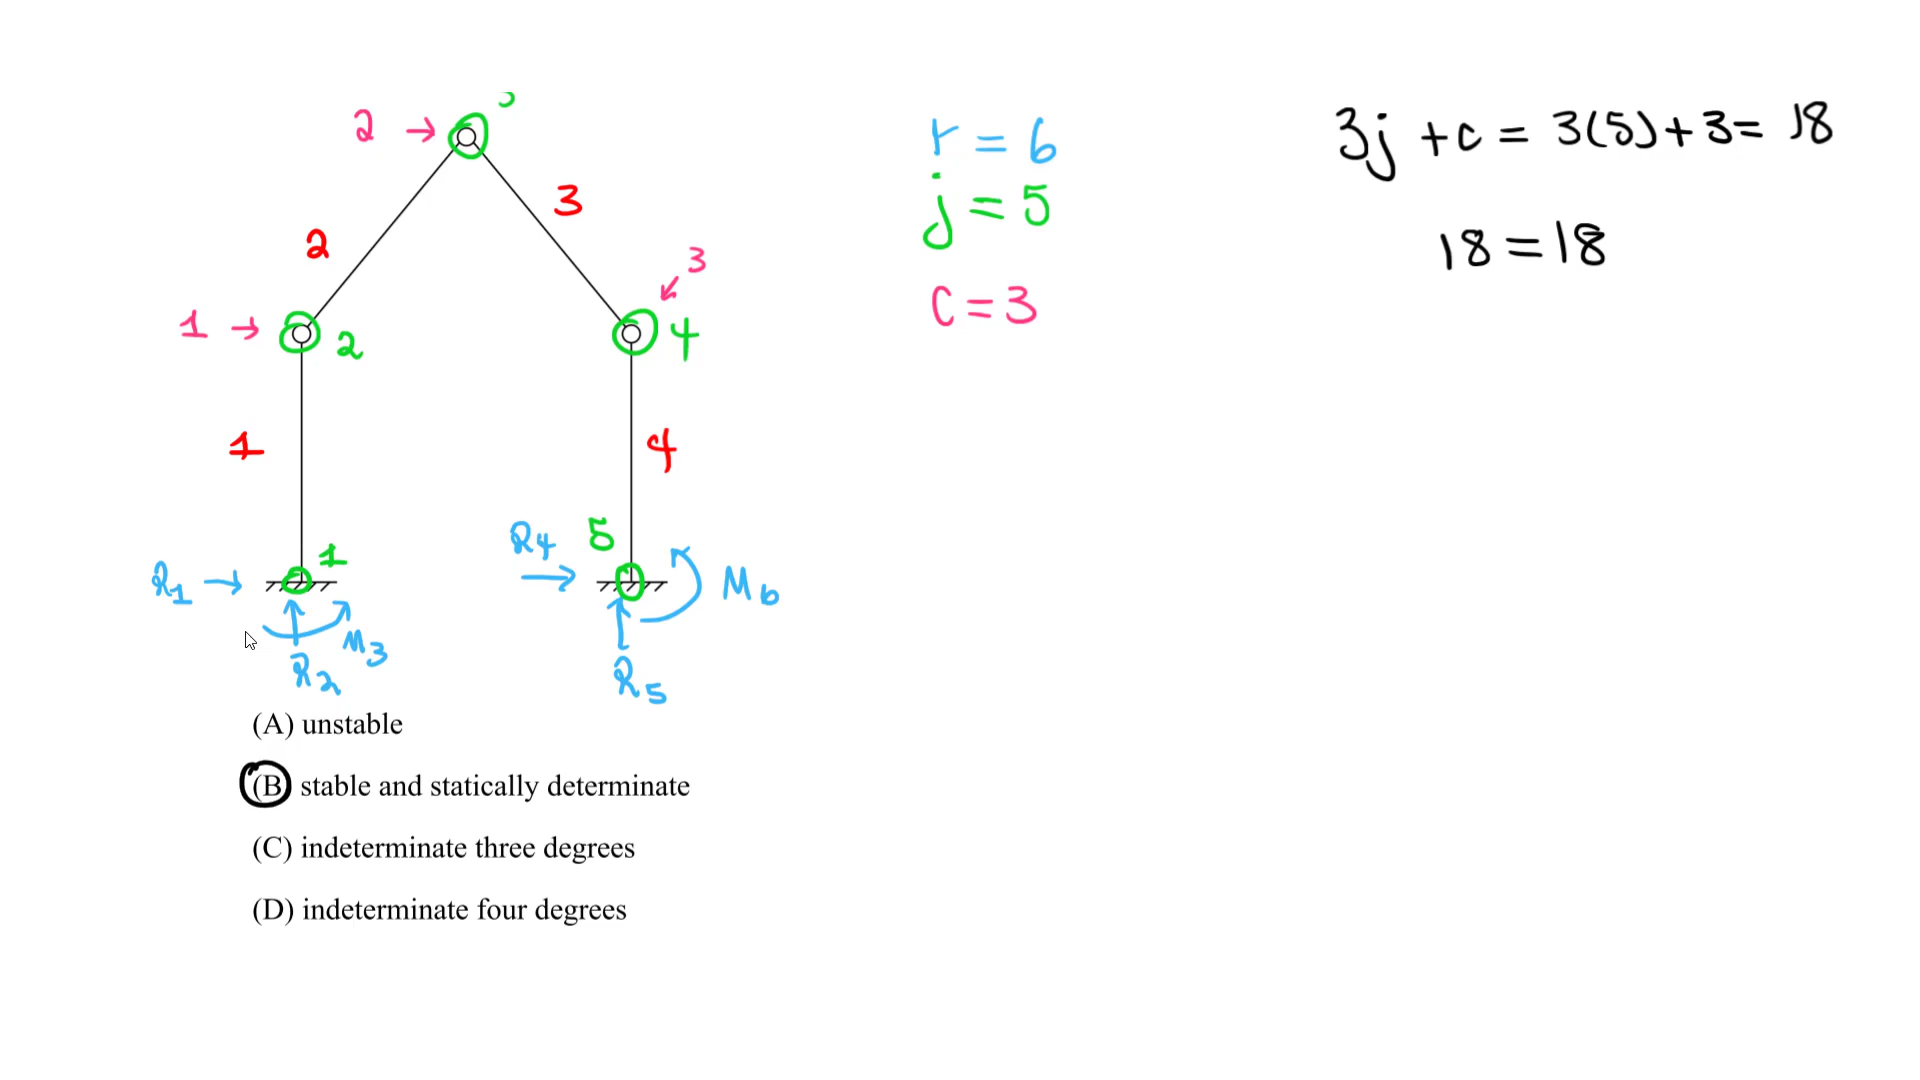 2 →
3
2
3
1 →
2
4
1
4
R1 →
1
R4
5
M6
R2
M3
R5
r = 6
j = 5
c = 3
3j + c = 3(5) + 3 = 18
18 = 18
(A) unstable
(B) stable and statically determinate
(C) indeterminate three degrees
(D) indeterminate four degrees